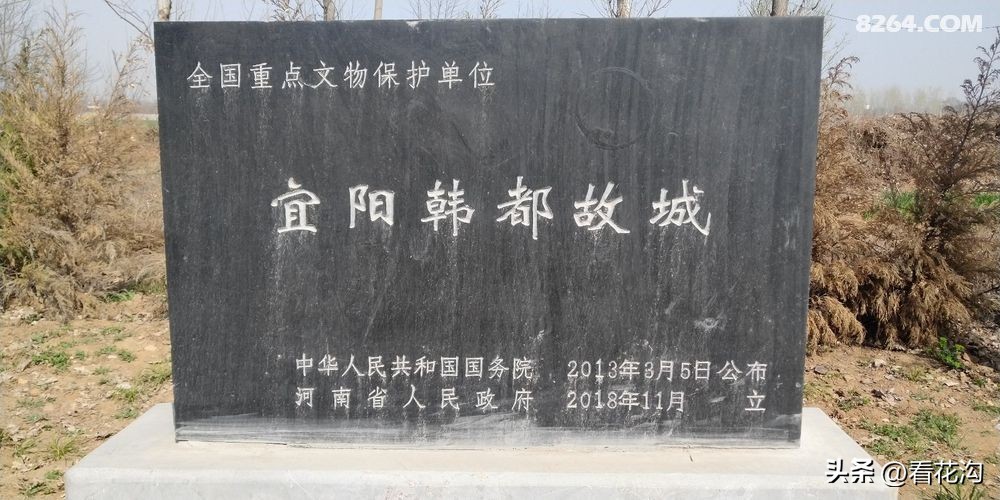 8264.COM
全国重点文物保护单位
宜阳韩都故城
中华人民共和国国务院 2013年3月5日公布
河南省人民政府 2018年11月 立
头条@看花沟